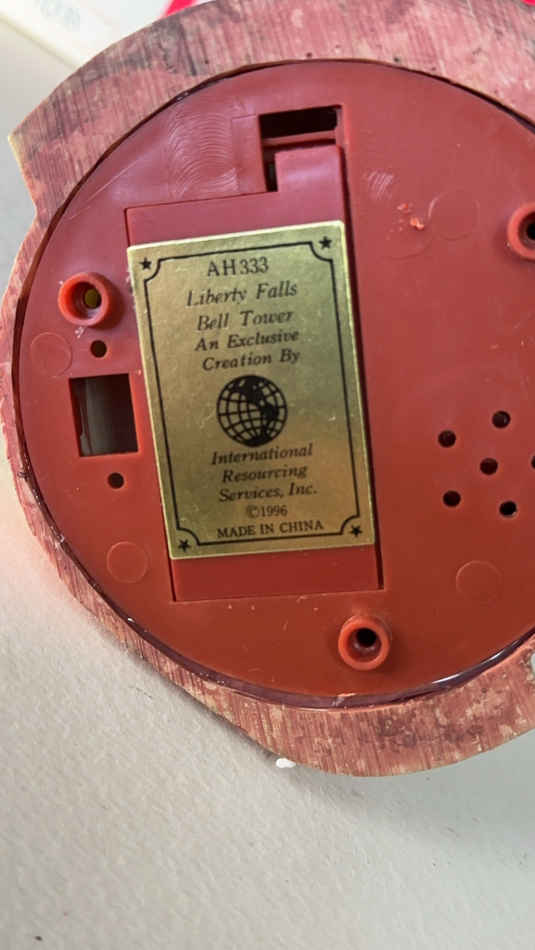 AH333
Liberty Falls
Bell Tower
An Exclusive
Creation By
International
Resourcing
Services, Inc.
©1996
MADE IN CHINA